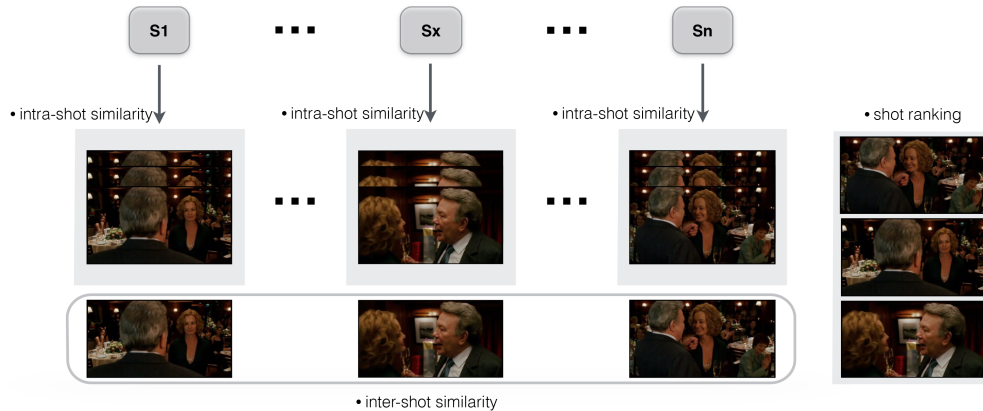 S1
Sx
Sn
• intra-shot similarity
• intra-shot similarity
• intra-shot similarity
• shot ranking
• inter-shot similarity